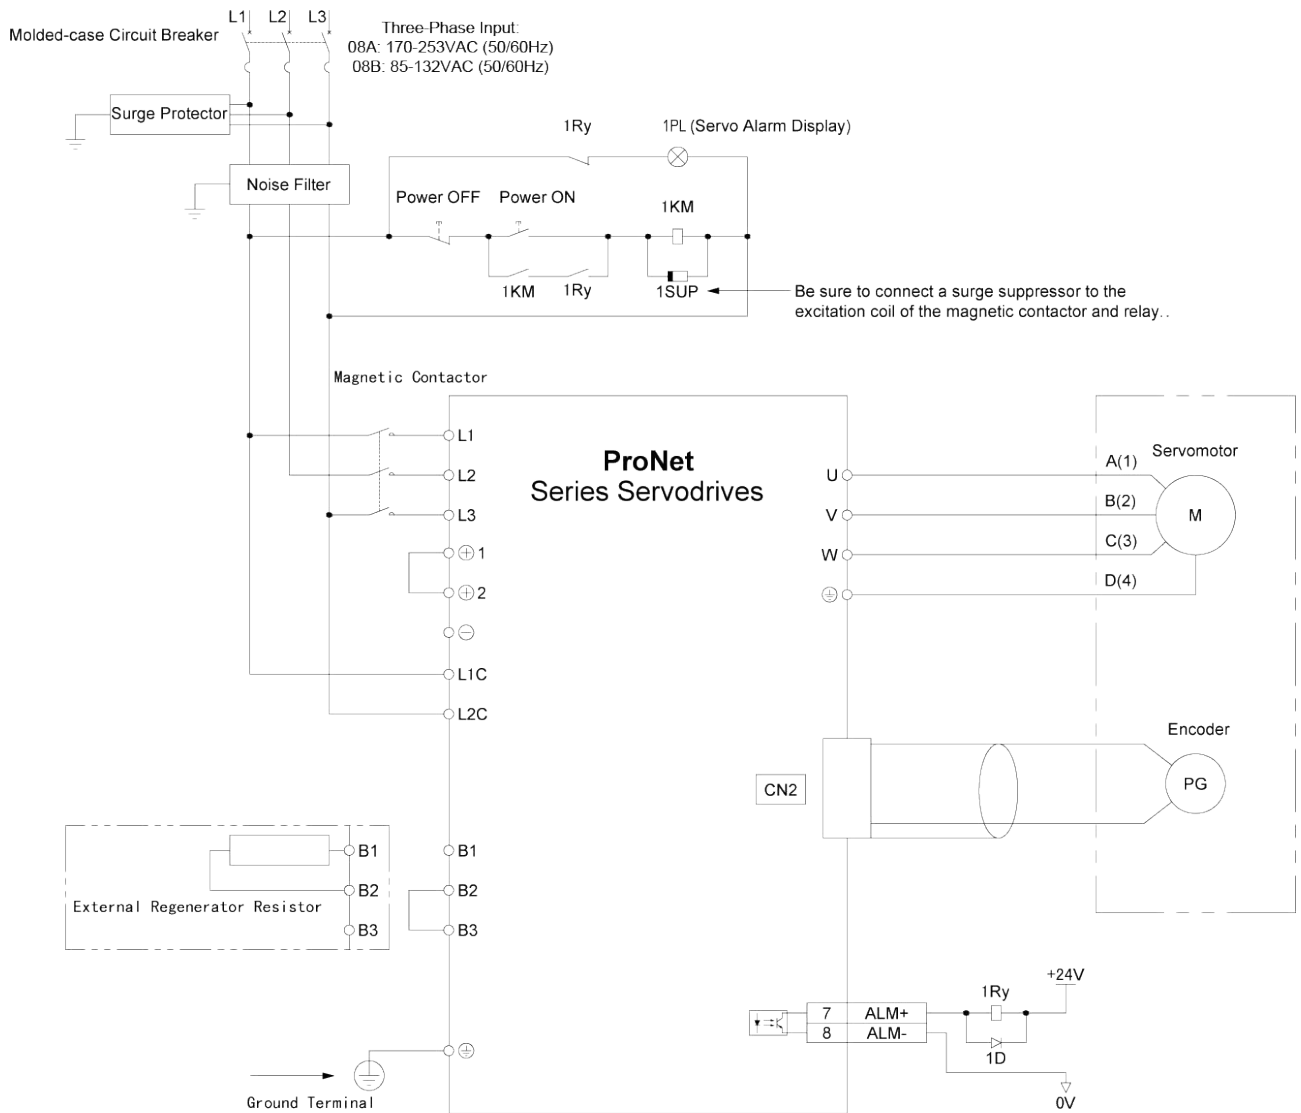 L1 L2 L3
Molded-case Circuit Breaker
Three-Phase Input:
08A: 170-253VAC (50/60Hz)
08B: 85-132VAC (50/60Hz)
Surge Protector
1Ry
1PL (Servo Alarm Display)
Noise Filter
Power OFF
Power ON
1KM
1KM
1Ry
1SUP
Be sure to connect a surge suppressor to the
excitation coil of the magnetic contactor and relay..
Magnetic Contactor
ProNet
Series Servodrives
L1
L2
L3
1
2
L1C
L2C
U
V
W
A(1)
B(2)
C(3)
D(4)
Servomotor
M
Encoder
PG
CN2
B1
B2
B3
External Regenerator Resistor
B1
B2
B3
+24V
1Ry
7 ALM+
8 ALM-
1D
0V
Ground Terminal